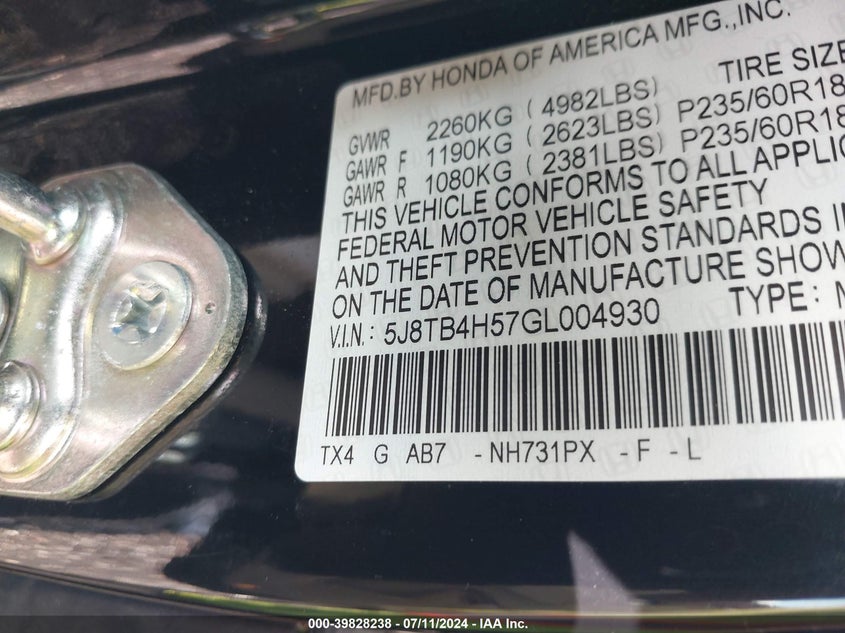 MFD.BY HONDA OF AMERICA MFG.,INC.
TIRE SIZE
GVWR 2260KG ( 4982LBS)
GAWR F 1190KG ( 2623LBS) P235/60R18
GAWR R 1080KG ( 2381LBS) P235/60R18
THIS VEHICLE CONFORMS TO ALL APPLIC
FEDERAL MOTOR VEHICLE SAFETY
AND THEFT PREVENTION STANDARDS I
ON THE DATE OF MANUFACTURE SHOW
V.I.N.: 5J8TB4H57GL004930 TYPE:
TX4 G AB7 -NH731PX -F -L
000-39828238 - 07/11/2024 - IAAI.com